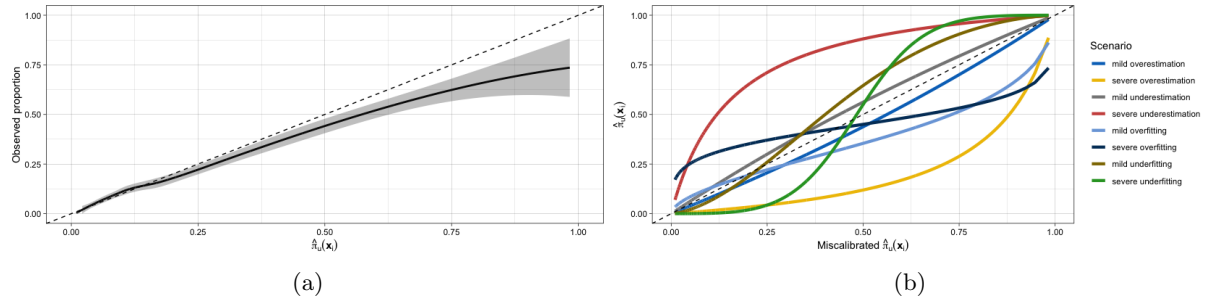 1.00
0.75
0.50
0.25
0.00
Observed proportion
0.00 0.25 0.50 0.75 1.00
π̂ᵤ(𝐱ᵢ)
(a)
1.00
0.75
0.50
0.25
0.00
π̂ᵤ(𝐱ᵢ)
0.00 0.25 0.50 0.75 1.00
Miscalibrated π̂ᵤ(𝐱ᵢ)
(b)
Scenario
mild overestimation
severe overestimation
mild underestimation
severe underestimation
mild overfitting
severe overfitting
mild underfitting
severe underfitting